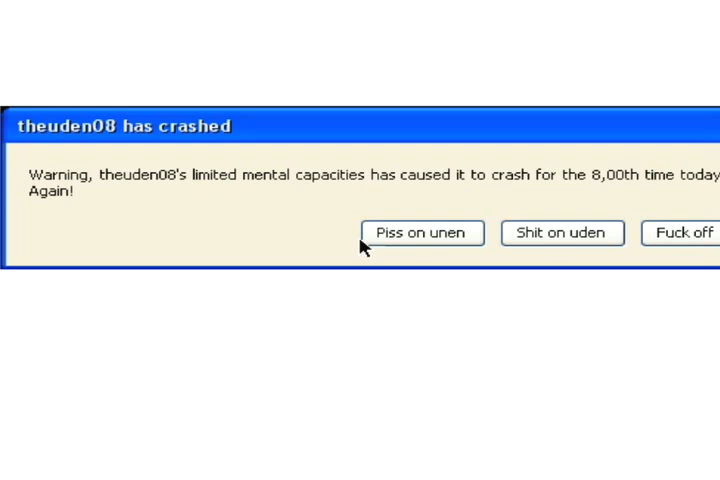 theuden08 has crashed
Warning, theuden08's limited mental capacities has caused it to crash for the 8,00th time today
Again!
Piss on unen Shit on uden Fuck off